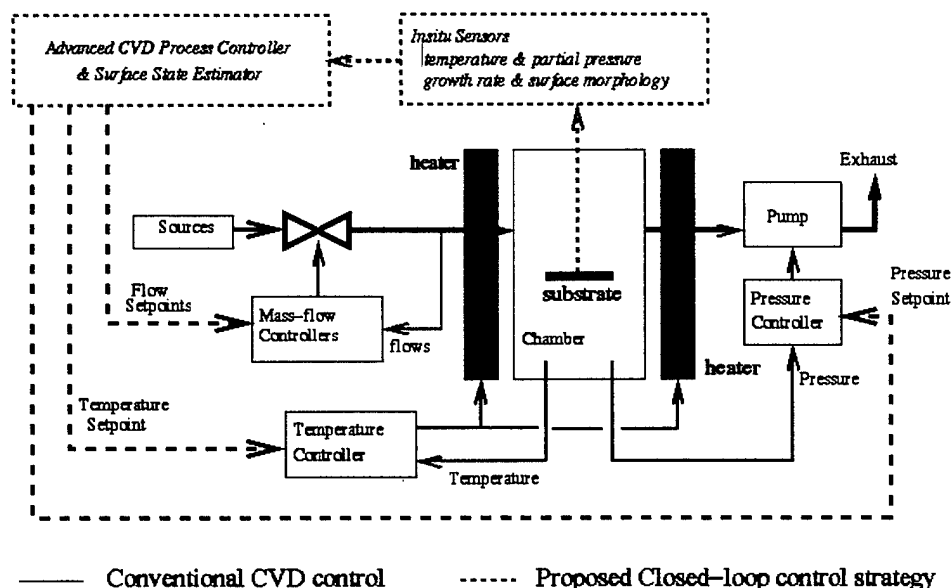 Advanced CVD Process Controller
& Surface State Estimator
Insitu Sensors
temperature & partial pressure
growth rate & surface morphology
heater
Exhaust
Sources
Pump
Flow
Setpoints
Mass–flow
Controllers
flows
substrate
Chamber
Pressure
Controller
Pressure
Setpoint
heater
Pressure
Temperature
Setpoint
Temperature
Controller
Temperature
Conventional CVD control
Proposed Closed–loop control strategy